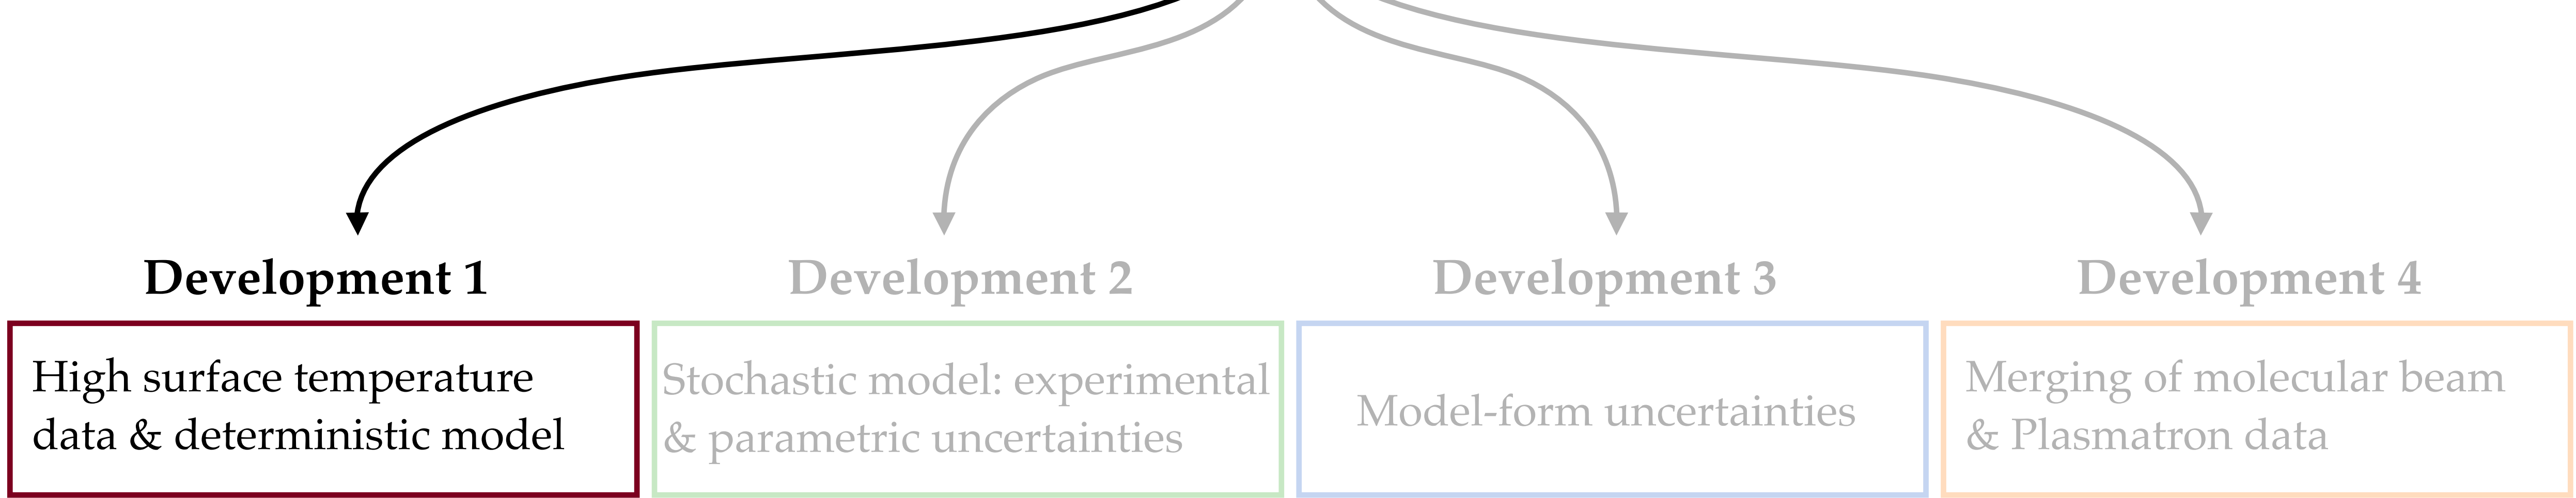 Development 1
High surface temperature
data & deterministic model
Development 2
Stochastic model: experimental
& parametric uncertainties
Development 3
Model-form uncertainties
Development 4
Merging of molecular beam
& Plasmatron data